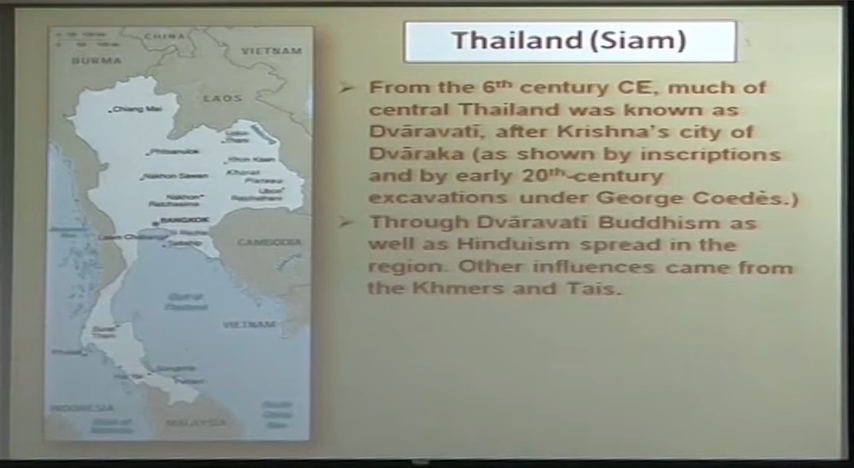 Thailand (Siam)
➢ From the 6th century CE, much of
central Thailand was known as
Dvāravatī, after Krishna's city of
Dvāraka (as shown by inscriptions
and by early 20th-century
excavations under George Coedès.)
➢ Through Dvāravatī Buddhism as
well as Hinduism spread in the
region. Other influences came from
the Khmers and Tais.
CHINA
VIETNAM
BURMA
LAOS
Chiang Mai
Phitsanulok
Khon Kaen
Nakhon Sawan
Nakhon
Ratchasima
BANGKOK
CAMBODIA
Gulf of
Thailand
VIETNAM
Surat
Thani
Songkhla
INDONESIA
MALAYSIA